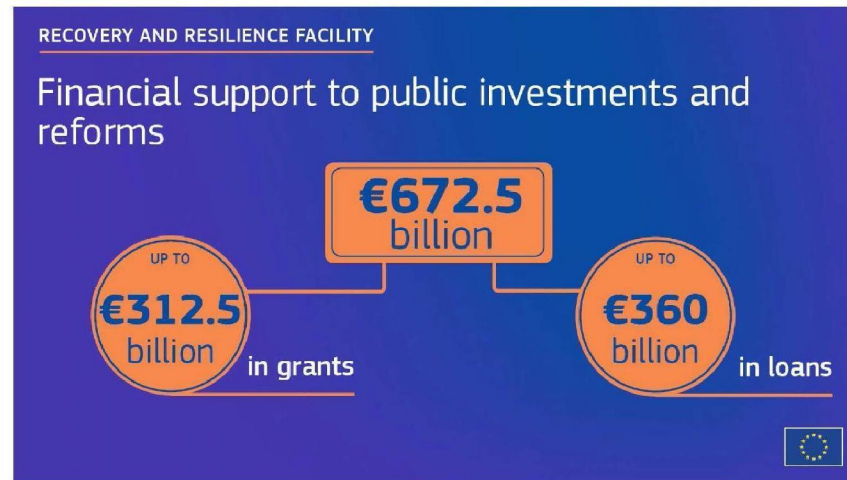 RECOVERY AND RESILIENCE FACILITY
Financial support to public investments and
reforms
€672.5
billion
UP TO
€312.5
billion
in grants
UP TO
€360
billion
in loans